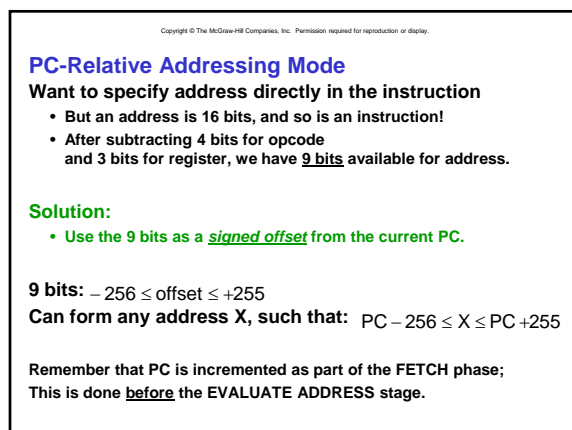 Copyright © The McGraw-Hill Companies, Inc. Permission required for reproduction or display.
PC-Relative Addressing Mode
Want to specify address directly in the instruction
• But an address is 16 bits, and so is an instruction!
• After subtracting 4 bits for opcode
and 3 bits for register, we have 9 bits available for address.
Solution:
• Use the 9 bits as a signed offset from the current PC.
9 bits: − 256 ≤ offset ≤ +255
Can form any address X, such that: PC − 256 ≤ X ≤ PC +255
Remember that PC is incremented as part of the FETCH phase;
This is done before the EVALUATE ADDRESS stage.